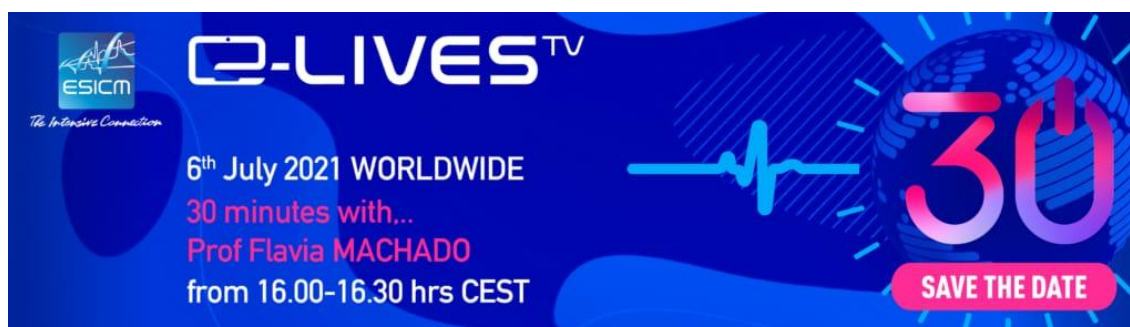 ESICM
The Intensive Connection
e-LIVES TV
6th July 2021 WORLDWIDE
30 minutes with,..
Prof Flavia MACHADO
from 16.00-16.30 hrs CEST
30
SAVE THE DATE